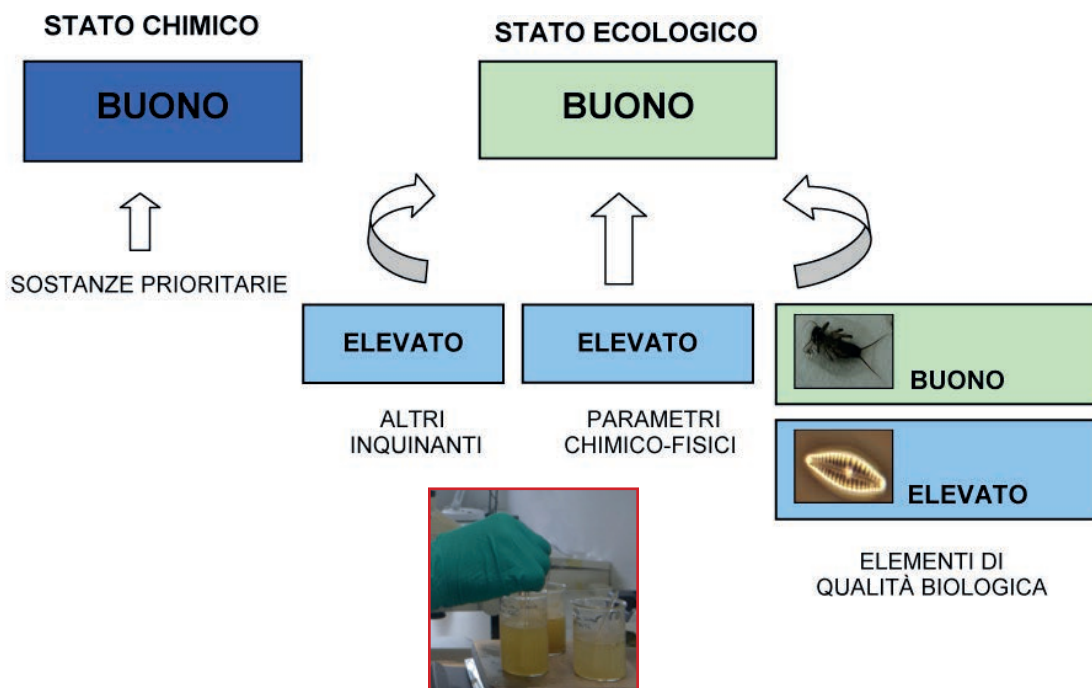 STATO CHIMICO
BUONO
SOSTANZE PRIORITARIE
STATO ECOLOGICO
BUONO
ELEVATO
ALTRI
INQUINANTI
ELEVATO
PARAMETRI
CHIMICO-FISICI
BUONO
ELEVATO
ELEMENTI DI
QUALITÀ BIOLOGICA